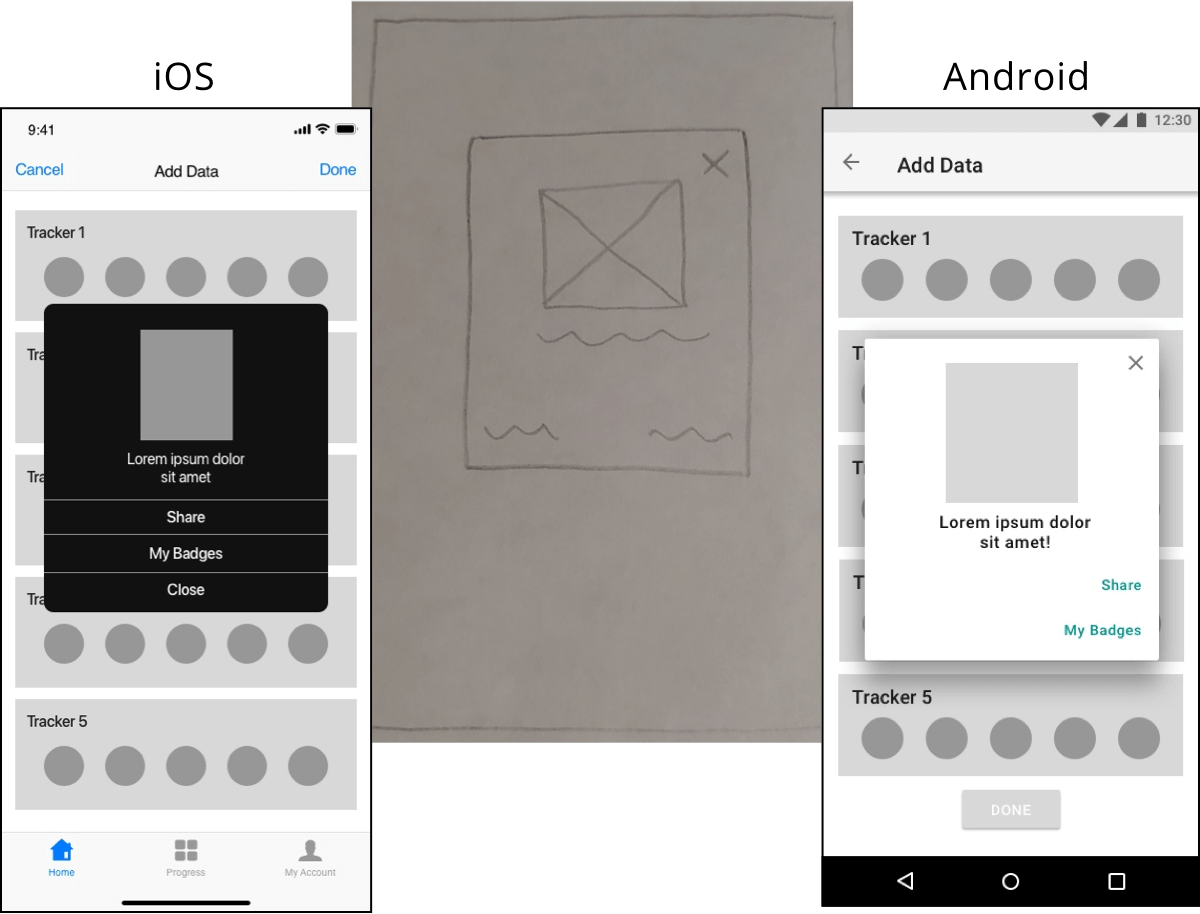 iOS
9:41
Cancel
Add Data
Done
Tracker 1
Tra
Tra
Tra
Lorem ipsum dolor
sit amet
Share
My Badges
Close
Tracker 5
Home
Progress
My Account
Android
12:30
Add Data
Tracker 1
T
T
T
Lorem ipsum dolor
sit amet!
Share
My Badges
Tracker 5
DONE